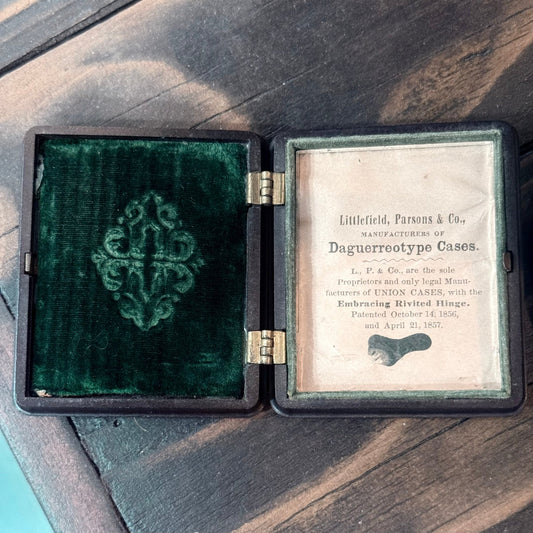 Littlefield, Parsons & Co.,
MANUFACTURERS OF
Daguerreotype Cases.
L., P. & Co., are the sole
Proprietors and only legal Manu-
facturers of UNION CASES, with the
Embracing Rivited Hinge.
Patented October 14, 1856,
and April 21, 1857.